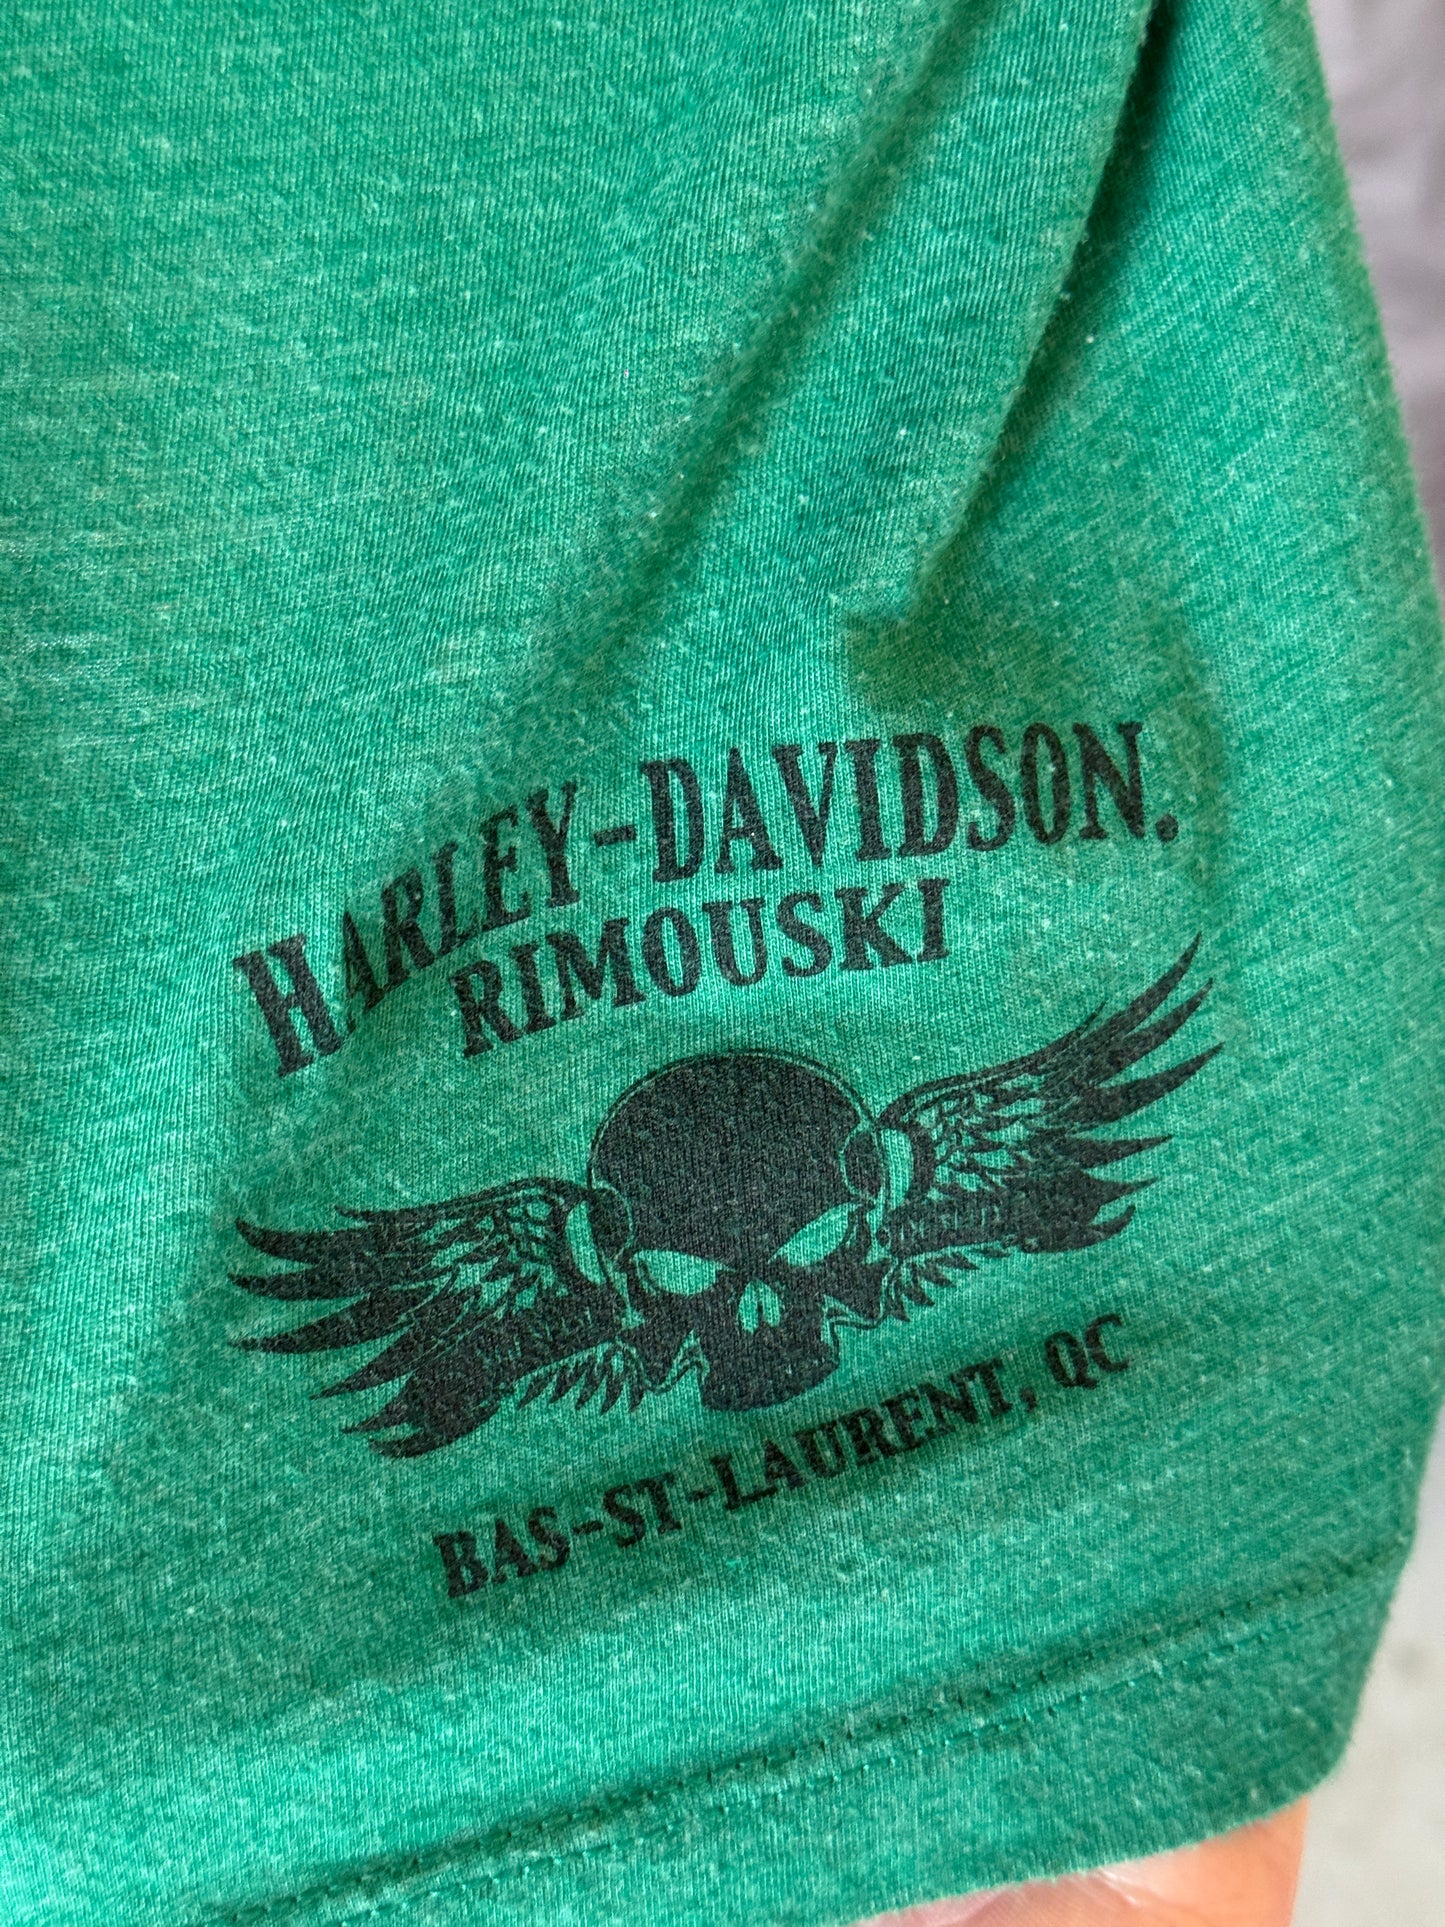 HARLEY-DAVIDSON.
RIMOUSKI
BAS-ST-LAURENT, QC